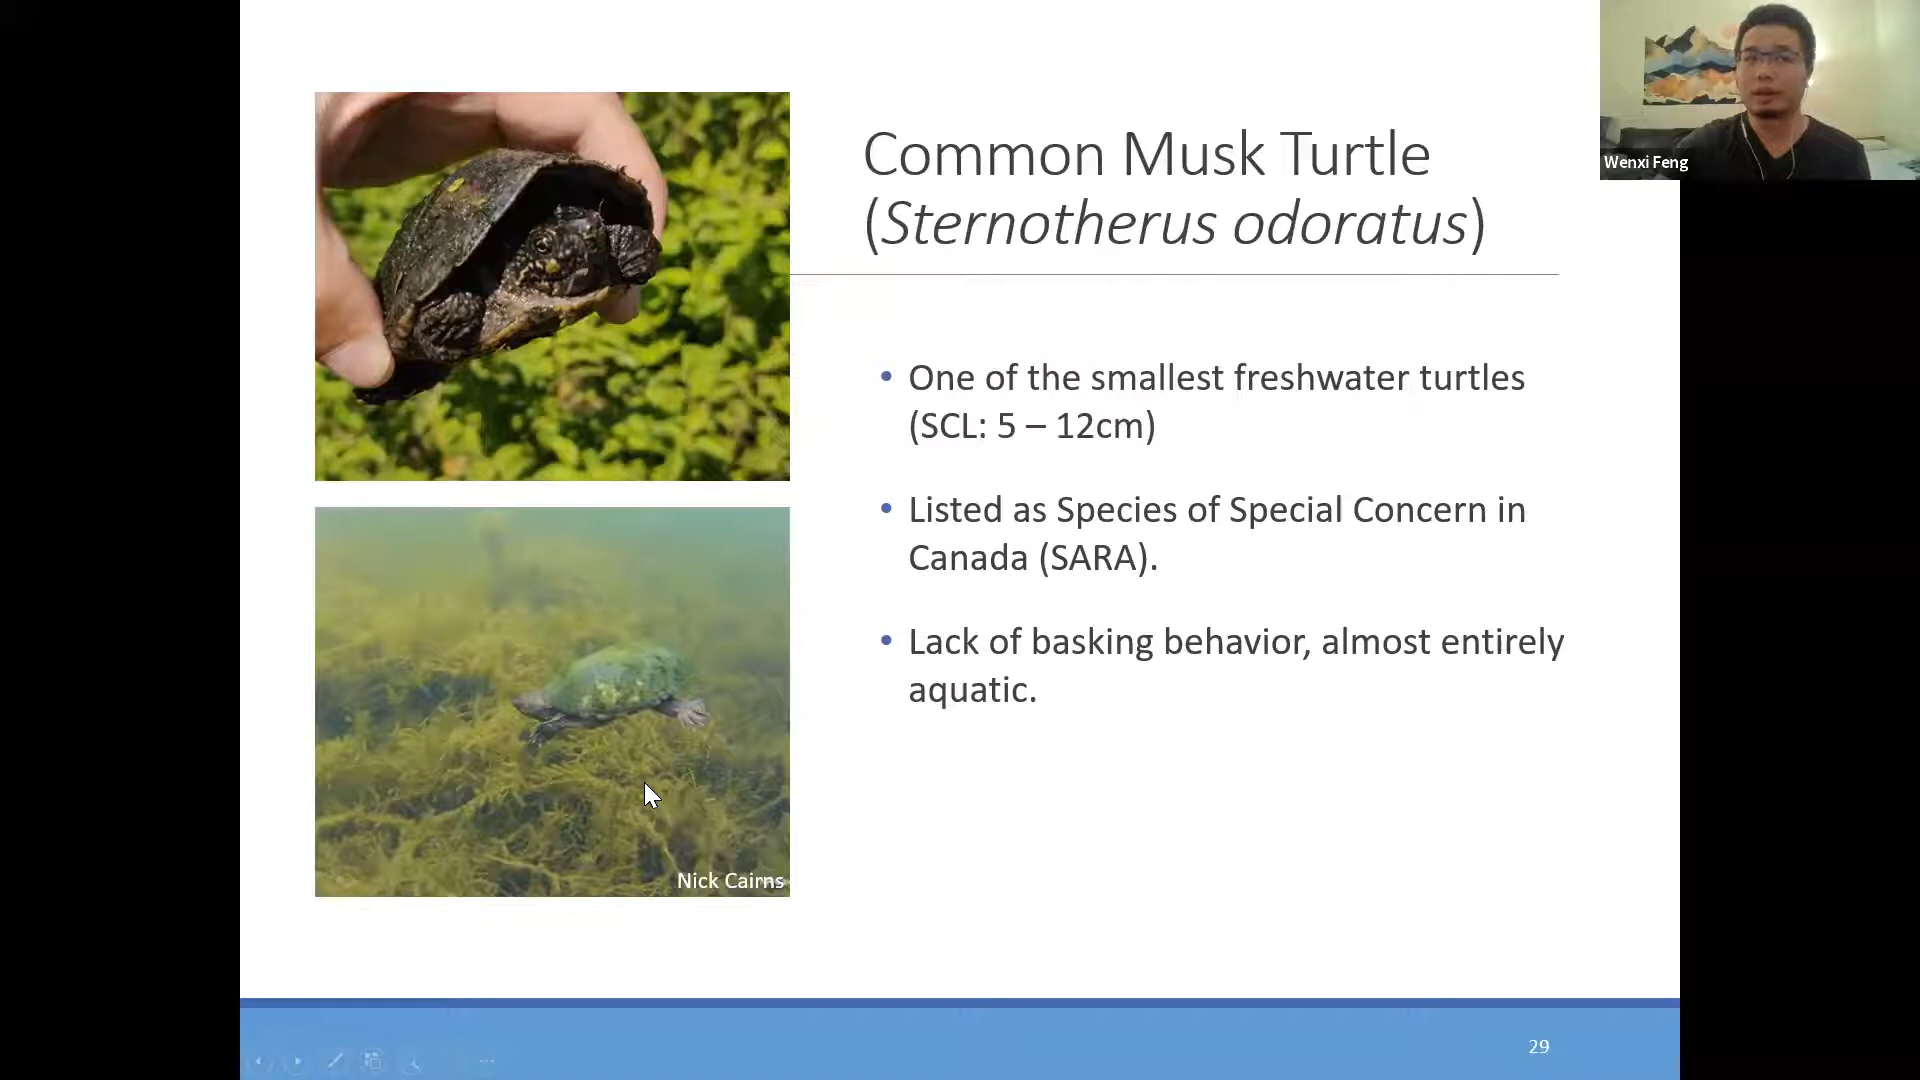 Common Musk Turtle
(Sternotherus odoratus)
• One of the smallest freshwater turtles
(SCL: 5 – 12cm)
• Listed as Species of Special Concern in
Canada (SARA).
• Lack of basking behavior, almost entirely
aquatic.
Nick Cairns
29
Wenxi Feng